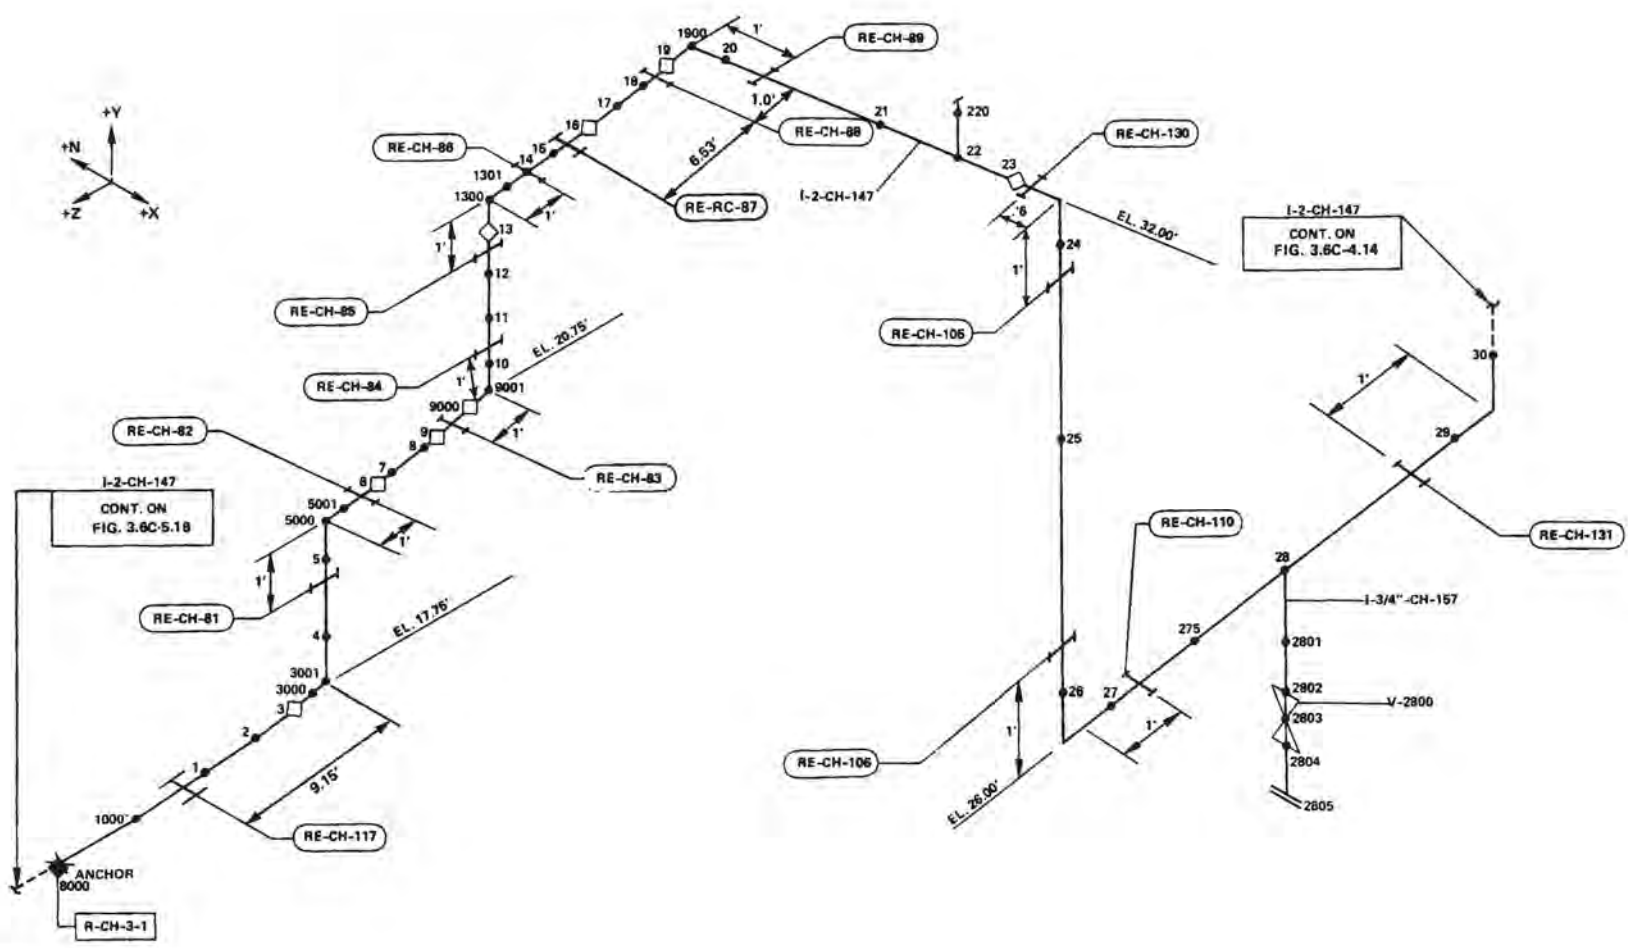 +Y
+N
+Z
+X
1900
1'
RE-CH-89
20
19
18
17
16
15
14
1301
1300
RE-CH-86
1.0'
RE-CH-88
6.53'
RE-RC-87
21
220
22
23
RE-CH-130
I-2-CH-147
.6'
EL. 32.00'
24
1'
RE-CH-105
I-2-CH-147
CONT. ON
FIG. 3.6C-4.14
1'
1'
13
12
RE-CH-85
11
EL. 20.75'
10
RE-CH-84
1'
9001
9000
1'
RE-CH-82
9
8
7
6
RE-CH-83
I-2-CH-147
CONT. ON
FIG. 3.6C-5.18
5001
5000
1'
5
1'
RE-CH-81
4
EL. 17.75'
3001
3000
3
2
1
9.15'
1000
RE-CH-117
ANCHOR
8000
R-CH-3-1
25
30
1'
29
RE-CH-131
RE-CH-110
28
I-3/4"-CH-157
275
2801
2802
V-2800
2803
2804
2805
26
27
1'
1'
RE-CH-106
EL. 26.00'